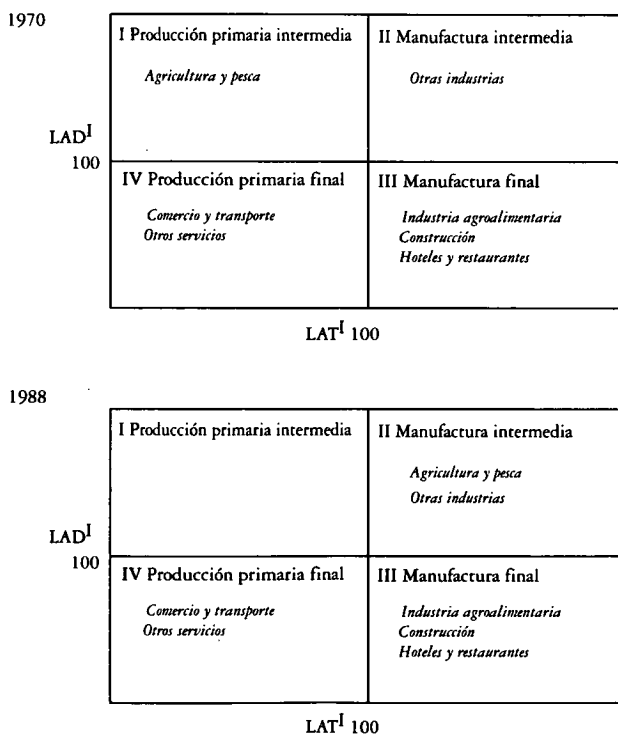 1970
I Producción primaria intermedia
Agricultura y pesca
II Manufactura intermedia
Otras industrias
LAD^I
100
IV Producción primaria final
Comercio y transporte
Otros servicios
III Manufactura final
Industria agroalimentaria
Construcción
Hoteles y restaurantes
LAT^I 100
1988
I Producción primaria intermedia
II Manufactura intermedia
Agricultura y pesca
Otras industrias
LAD^I
100
IV Producción primaria final
Comercio y transporte
Otros servicios
III Manufactura final
Industria agroalimentaria
Construcción
Hoteles y restaurantes
LAT^I 100